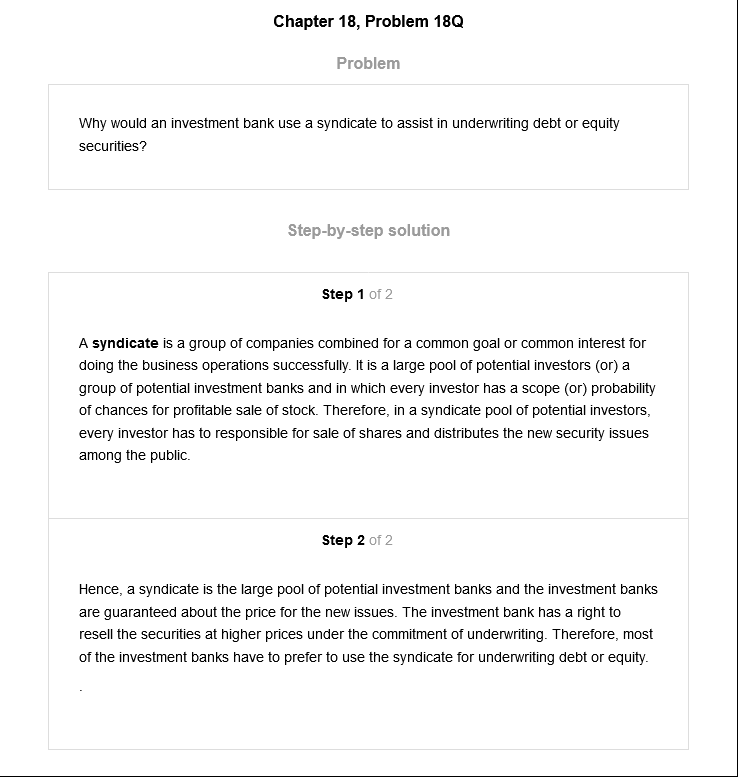 Chapter 18, Problem 18Q
Problem
Why would an investment bank use a syndicate to assist in underwriting debt or equity
securities?
Step-by-step solution
Step 1 of 2
A syndicate is a group of companies combined for a common goal or common interest for
doing the business operations successfully. It is a large pool of potential investors (or) a
group of potential investment banks and in which every investor has a scope (or) probability
of chances for profitable sale of stock. Therefore, in a syndicate pool of potential investors,
every investor has to responsible for sale of shares and distributes the new security issues
among the public.
Step 2 of 2
Hence, a syndicate is the large pool of potential investment banks and the investment banks
are guaranteed about the price for the new issues. The investment bank has a right to
resell the securities at higher prices under the commitment of underwriting. Therefore, most
of the investment banks have to prefer to use the syndicate for underwriting debt or equity.
.